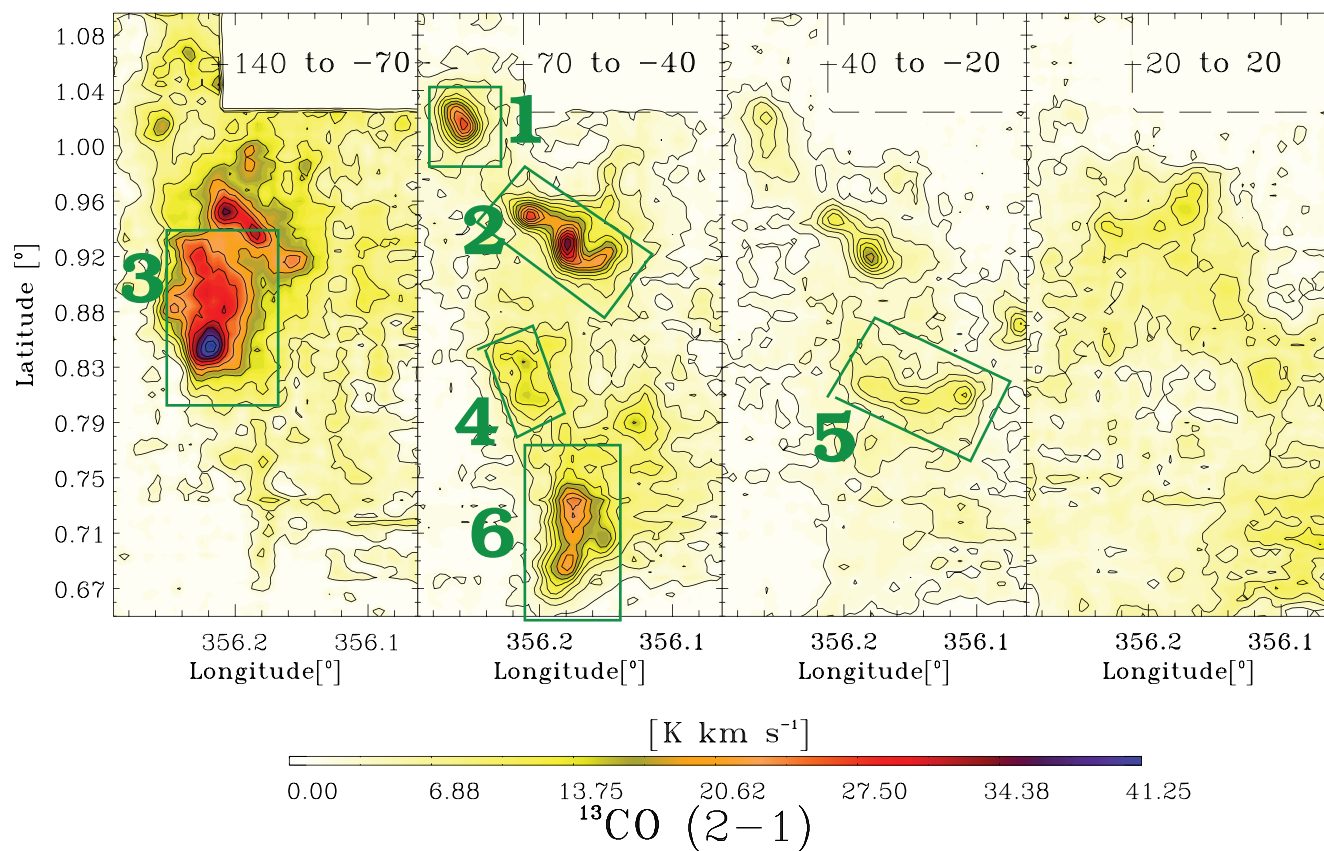 −140 to −70
−70 to −40
−40 to −20
−20 to 20
1.08
1.04
1.00
0.96
0.92
0.88
0.83
0.79
0.75
0.71
0.67
Latitude [°]
1
2
3
4
5
6
356.2 356.1
356.2 356.1
356.2 356.1
356.2 356.1
Longitude[°]
Longitude[°]
Longitude[°]
Longitude[°]
[K km s⁻¹]
0.00 6.88 13.75 20.62 27.50 34.38 41.25
¹³CO (2−1)